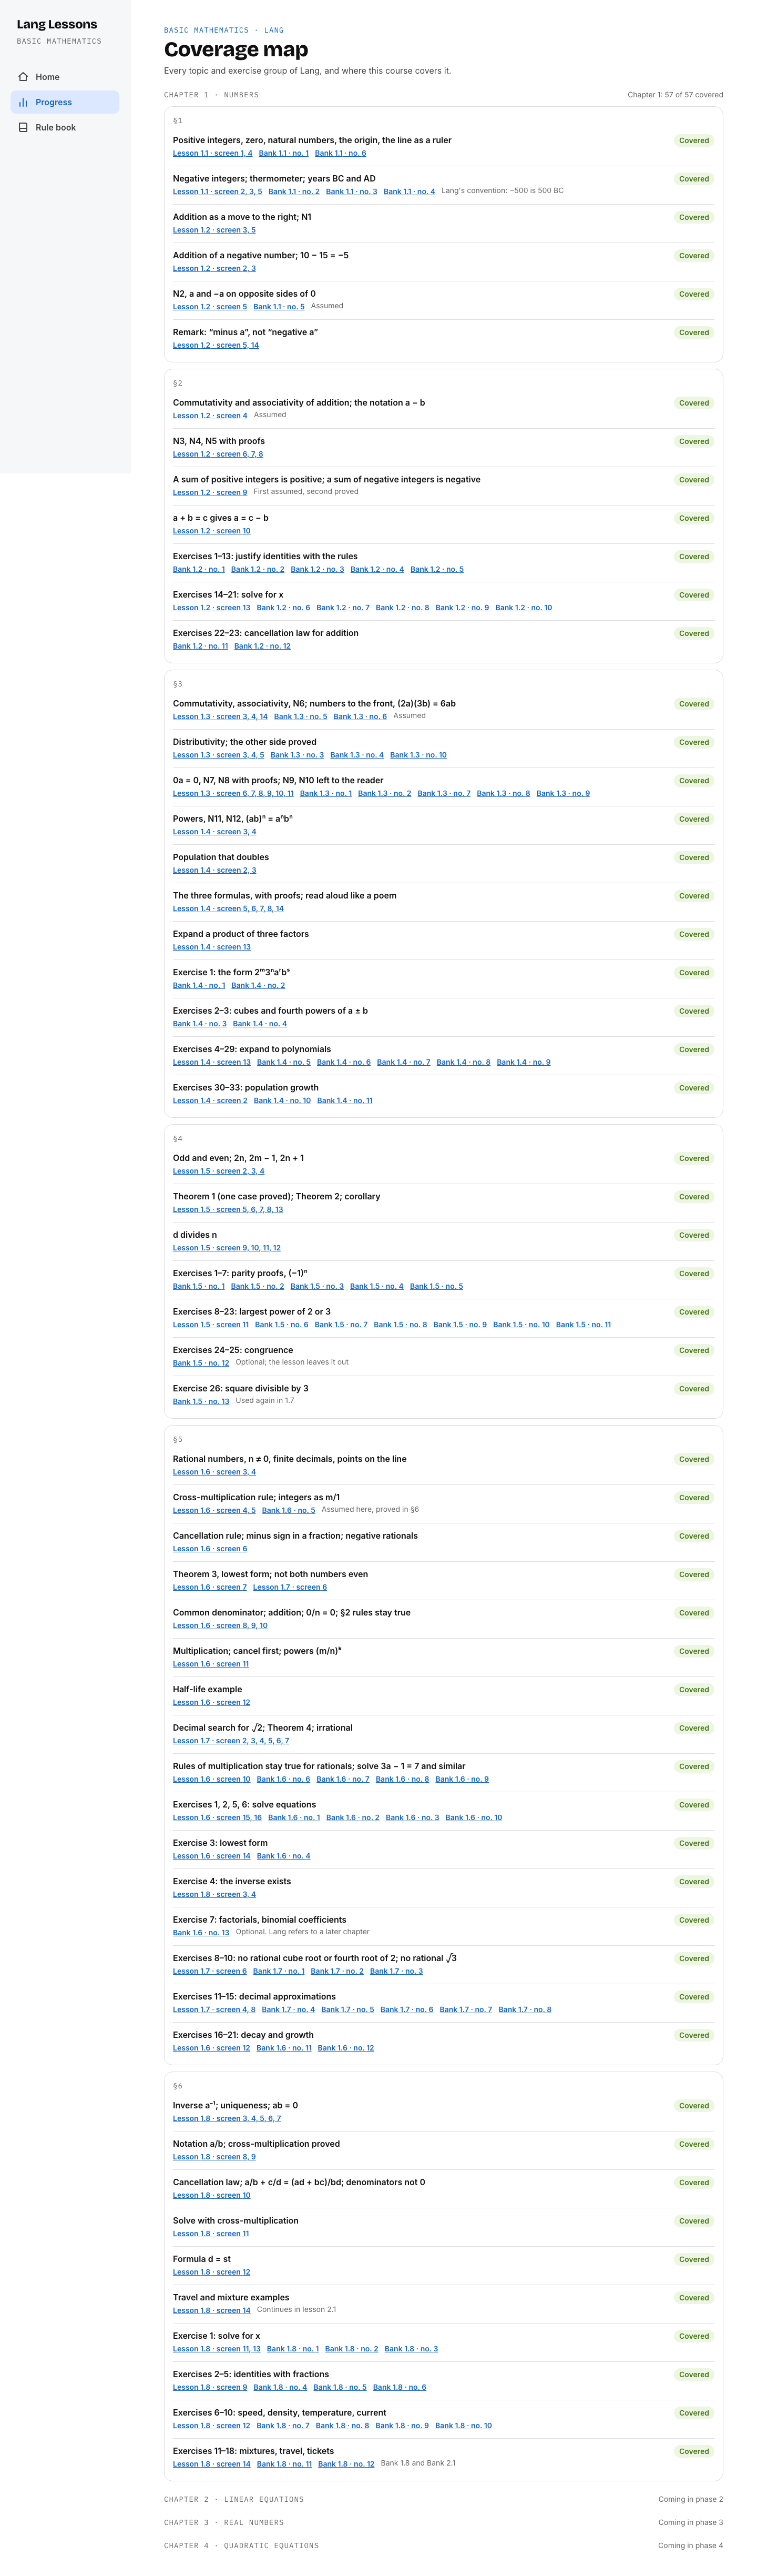 Lang Lessons
BASIC MATHEMATICS
Home
Progress
Rule book
BASIC MATHEMATICS · LANG
Coverage map
Every topic and exercise group of Lang, and where this course covers it.
CHAPTER 1 · NUMBERS Chapter 1: 57 of 57 covered
§1
Positive integers, zero, natural numbers, the origin, the line as a ruler Covered
Lesson 1.1 · screen 1, 4 Bank 1.1 · no. 1 Bank 1.1 · no. 6
Negative integers; thermometer; years BC and AD Covered
Lesson 1.1 · screen 2, 3, 5 Bank 1.1 · no. 2 Bank 1.1 · no. 3 Bank 1.1 · no. 4 Lang's convention: −500 is 500 BC
Addition as a move to the right; N1 Covered
Lesson 1.2 · screen 3, 5
Addition of a negative number; 10 − 15 = −5 Covered
Lesson 1.2 · screen 2, 3
N2, a and −a on opposite sides of 0 Covered
Lesson 1.2 · screen 5 Bank 1.1 · no. 5 Assumed
Remark: “minus a”, not “negative a” Covered
Lesson 1.2 · screen 5, 14
§2
Commutativity and associativity of addition; the notation a − b Covered
Lesson 1.2 · screen 4 Assumed
N3, N4, N5 with proofs Covered
Lesson 1.2 · screen 6, 7, 8
A sum of positive integers is positive; a sum of negative integers is negative Covered
Lesson 1.2 · screen 9 First assumed, second proved
a + b = c gives a = c − b Covered
Lesson 1.2 · screen 10
Exercises 1–13: justify identities with the rules Covered
Bank 1.2 · no. 1 Bank 1.2 · no. 2 Bank 1.2 · no. 3 Bank 1.2 · no. 4 Bank 1.2 · no. 5
Exercises 14–21: solve for x Covered
Lesson 1.2 · screen 13 Bank 1.2 · no. 6 Bank 1.2 · no. 7 Bank 1.2 · no. 8 Bank 1.2 · no. 9 Bank 1.2 · no. 10
Exercises 22–23: cancellation law for addition Covered
Bank 1.2 · no. 11 Bank 1.2 · no. 12
§3
Commutativity, associativity, N6; numbers to the front, (2a)(3b) = 6ab Covered
Lesson 1.3 · screen 3, 4, 14 Bank 1.3 · no. 5 Bank 1.3 · no. 6 Assumed
Distributivity; the other side proved Covered
Lesson 1.3 · screen 3, 4, 5 Bank 1.3 · no. 3 Bank 1.3 · no. 4 Bank 1.3 · no. 10
0a = 0, N7, N8 with proofs; N9, N10 left to the reader Covered
Lesson 1.3 · screen 6, 7, 8, 9, 10, 11 Bank 1.3 · no. 1 Bank 1.3 · no. 2 Bank 1.3 · no. 7 Bank 1.3 · no. 8 Bank 1.3 · no. 9
Powers, N11, N12, (ab)ⁿ = aⁿbⁿ Covered
Lesson 1.4 · screen 3, 4
Population that doubles Covered
Lesson 1.4 · screen 2, 3
The three formulas, with proofs; read aloud like a poem Covered
Lesson 1.4 · screen 5, 6, 7, 8, 14
Expand a product of three factors Covered
Lesson 1.4 · screen 13
Exercise 1: the form 2ᵐ3ⁿaʳbˢ Covered
Bank 1.4 · no. 1 Bank 1.4 · no. 2
Exercises 2–3: cubes and fourth powers of a ± b Covered
Bank 1.4 · no. 3 Bank 1.4 · no. 4
Exercises 4–29: expand to polynomials Covered
Lesson 1.4 · screen 13 Bank 1.4 · no. 5 Bank 1.4 · no. 6 Bank 1.4 · no. 7 Bank 1.4 · no. 8 Bank 1.4 · no. 9
Exercises 30–33: population growth Covered
Lesson 1.4 · screen 2 Bank 1.4 · no. 10 Bank 1.4 · no. 11
§4
Odd and even; 2n, 2m − 1, 2n + 1 Covered
Lesson 1.5 · screen 2, 3, 4
Theorem 1 (one case proved); Theorem 2; corollary Covered
Lesson 1.5 · screen 5, 6, 7, 8, 13
d divides n Covered
Lesson 1.5 · screen 9, 10, 11, 12
Exercises 1–7: parity proofs, (−1)ⁿ Covered
Bank 1.5 · no. 1 Bank 1.5 · no. 2 Bank 1.5 · no. 3 Bank 1.5 · no. 4 Bank 1.5 · no. 5
Exercises 8–23: largest power of 2 or 3 Covered
Lesson 1.5 · screen 11 Bank 1.5 · no. 6 Bank 1.5 · no. 7 Bank 1.5 · no. 8 Bank 1.5 · no. 9 Bank 1.5 · no. 10 Bank 1.5 · no. 11
Exercises 24–25: congruence Covered
Bank 1.5 · no. 12 Optional; the lesson leaves it out
Exercise 26: square divisible by 3 Covered
Bank 1.5 · no. 13 Used again in 1.7
§5
Rational numbers, n ≠ 0, finite decimals, points on the line Covered
Lesson 1.6 · screen 3, 4
Cross-multiplication rule; integers as m/1 Covered
Lesson 1.6 · screen 4, 5 Bank 1.6 · no. 5 Assumed here, proved in §6
Cancellation rule; minus sign in a fraction; negative rationals Covered
Lesson 1.6 · screen 6
Theorem 3, lowest form; not both numbers even Covered
Lesson 1.6 · screen 7 Lesson 1.7 · screen 6
Common denominator; addition; 0/n = 0; §2 rules stay true Covered
Lesson 1.6 · screen 8, 9, 10
Multiplication; cancel first; powers (m/n)ᵏ Covered
Lesson 1.6 · screen 11
Half-life example Covered
Lesson 1.6 · screen 12
Decimal search for √2; Theorem 4; irrational Covered
Lesson 1.7 · screen 2, 3, 4, 5, 6, 7
Rules of multiplication stay true for rationals; solve 3a − 1 = 7 and similar Covered
Lesson 1.6 · screen 10 Bank 1.6 · no. 6 Bank 1.6 · no. 7 Bank 1.6 · no. 8 Bank 1.6 · no. 9
Exercises 1, 2, 5, 6: solve equations Covered
Lesson 1.6 · screen 15, 16 Bank 1.6 · no. 1 Bank 1.6 · no. 2 Bank 1.6 · no. 3 Bank 1.6 · no. 10
Exercise 3: lowest form Covered
Lesson 1.6 · screen 14 Bank 1.6 · no. 4
Exercise 4: the inverse exists Covered
Lesson 1.8 · screen 3, 4
Exercise 7: factorials, binomial coefficients Covered
Bank 1.6 · no. 13 Optional. Lang refers to a later chapter
Exercises 8–10: no rational cube root or fourth root of 2; no rational √3 Covered
Lesson 1.7 · screen 6 Bank 1.7 · no. 1 Bank 1.7 · no. 2 Bank 1.7 · no. 3
Exercises 11–15: decimal approximations Covered
Lesson 1.7 · screen 4, 8 Bank 1.7 · no. 4 Bank 1.7 · no. 5 Bank 1.7 · no. 6 Bank 1.7 · no. 7 Bank 1.7 · no. 8
Exercises 16–21: decay and growth Covered
Lesson 1.6 · screen 12 Bank 1.6 · no. 11 Bank 1.6 · no. 12
§6
Inverse a⁻¹; uniqueness; ab = 0 Covered
Lesson 1.8 · screen 3, 4, 5, 6, 7
Notation a/b; cross-multiplication proved Covered
Lesson 1.8 · screen 8, 9
Cancellation law; a/b + c/d = (ad + bc)/bd; denominators not 0 Covered
Lesson 1.8 · screen 10
Solve with cross-multiplication Covered
Lesson 1.8 · screen 11
Formula d = st Covered
Lesson 1.8 · screen 12
Travel and mixture examples Covered
Lesson 1.8 · screen 14 Continues in lesson 2.1
Exercise 1: solve for x Covered
Lesson 1.8 · screen 11, 13 Bank 1.8 · no. 1 Bank 1.8 · no. 2 Bank 1.8 · no. 3
Exercises 2–5: identities with fractions Covered
Lesson 1.8 · screen 9 Bank 1.8 · no. 4 Bank 1.8 · no. 5 Bank 1.8 · no. 6
Exercises 6–10: speed, density, temperature, current Covered
Lesson 1.8 · screen 12 Bank 1.8 · no. 7 Bank 1.8 · no. 8 Bank 1.8 · no. 9 Bank 1.8 · no. 10
Exercises 11–18: mixtures, travel, tickets Covered
Lesson 1.8 · screen 14 Bank 1.8 · no. 11 Bank 1.8 · no. 12 Bank 1.8 and Bank 2.1
CHAPTER 2 · LINEAR EQUATIONS Coming in phase 2
CHAPTER 3 · REAL NUMBERS Coming in phase 3
CHAPTER 4 · QUADRATIC EQUATIONS Coming in phase 4